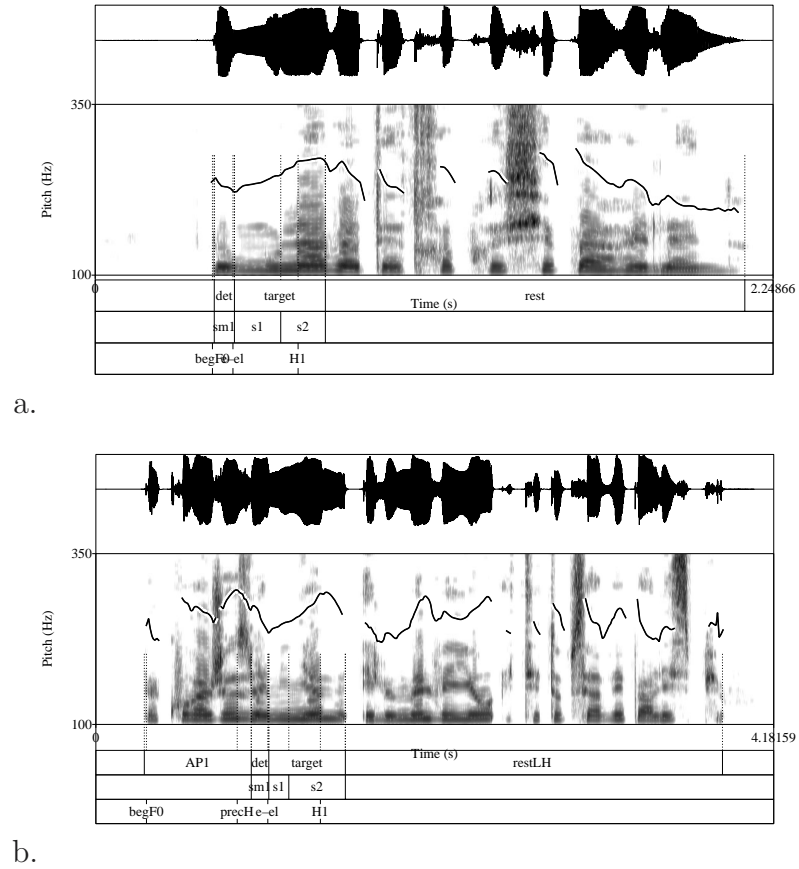 350
Pitch (Hz)
100
0 2.24866
Time (s)
det target rest
sm1 s1 s2
begF0 e–el H1
a.
350
Pitch (Hz)
100
0 4.18159
Time (s)
AP1 det target restLH
sm1 s1 s2
begF0 precH e–el H1
b.